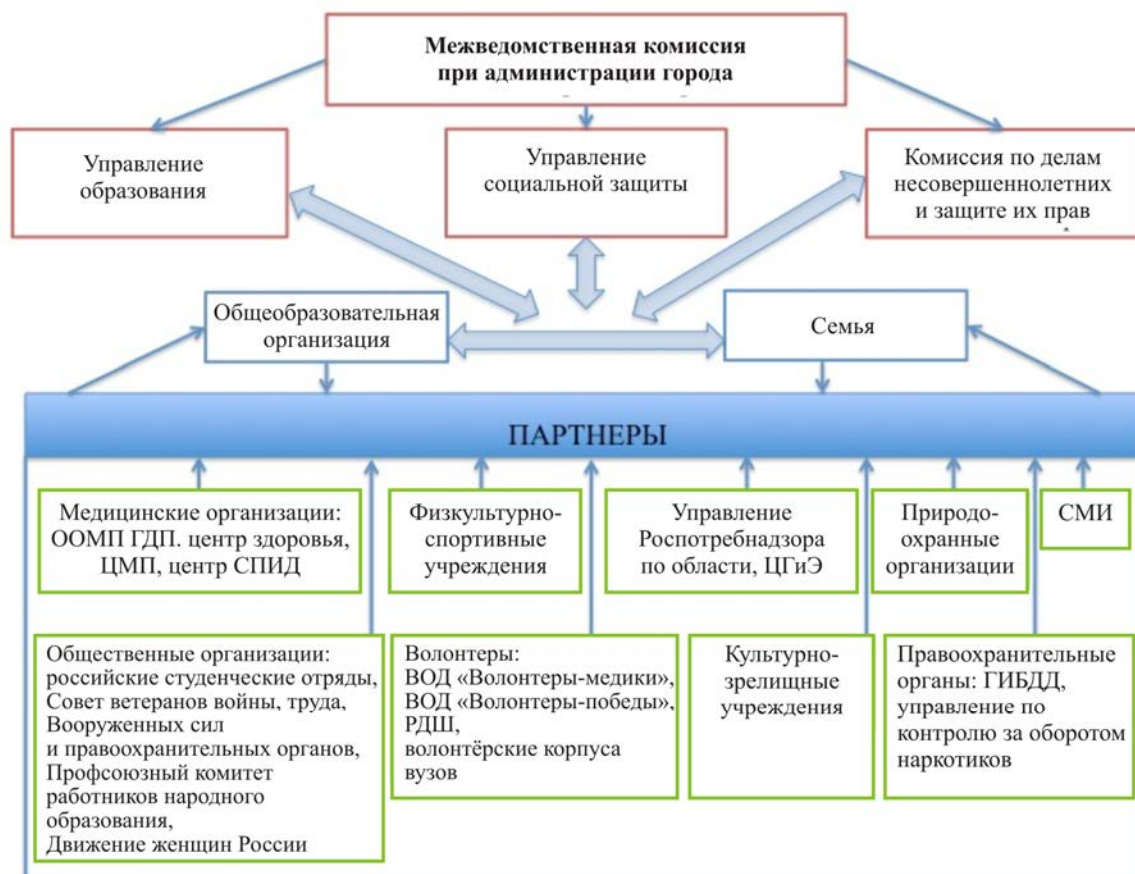 Межведомственная комиссия
при администрации города
Управление
образования
Управление
социальной защиты
Комиссия по делам
несовершеннолетних
и защите их прав
Общеобразовательная
организация
Семья
ПАРТНЕРЫ
Медицинские организации:
ООМП ГДП. центр здоровья,
ЦМП, центр СПИД
Физкультурно-
спортивные
учреждения
Управление
Роспотребнадзора
по области, ЦГиЭ
Природо-
охранные
организации
СМИ
Общественные организации:
российские студенческие отряды,
Совет ветеранов войны, труда,
Вооруженных сил
и правоохранительных органов,
Профсоюзный комитет
работников народного
образования,
Движение женщин России
Волонтеры:
ВОД «Волонтеры-медики»,
ВОД «Волонтеры-победы»,
РДШ,
волонтёрские корпуса
вузов
Культурно-
зрелищные
учреждения
Правоохранительные
органы: ГИБДД,
управление по
контролю за оборотом
наркотиков